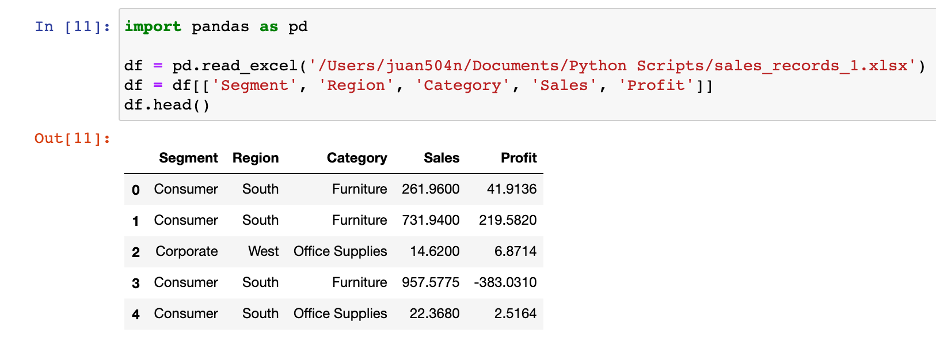 In [11]: import pandas as pd
df = pd.read_excel('/Users/juan504n/Documents/Python Scripts/sales_records_1.xlsx')
df = df[['Segment', 'Region', 'Category', 'Sales', 'Profit']]
df.head()
Out[11]:
Segment Region Category Sales Profit
0 Consumer South Furniture 261.9600 41.9136
1 Consumer South Furniture 731.9400 219.5820
2 Corporate West Office Supplies 14.6200 6.8714
3 Consumer South Furniture 957.5775 -383.0310
4 Consumer South Office Supplies 22.3680 2.5164